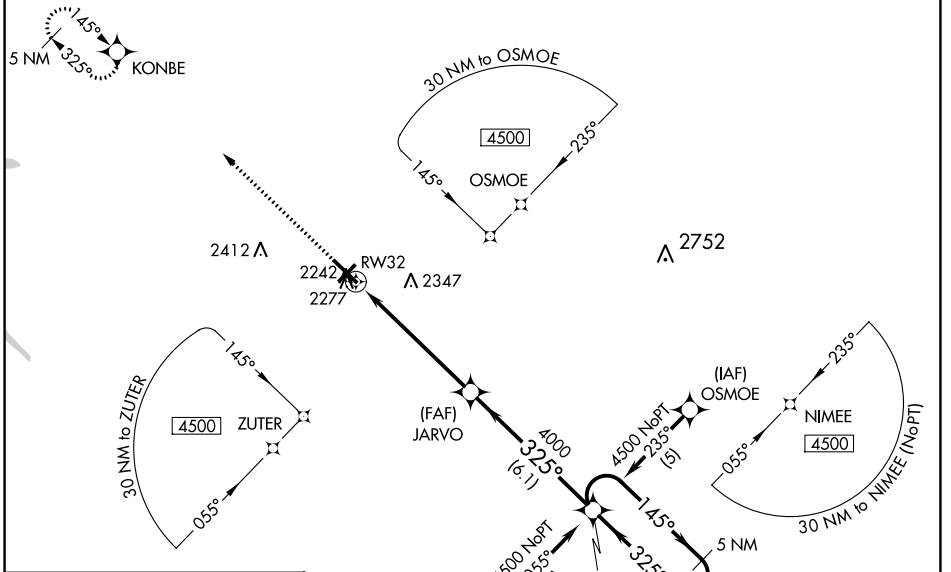 145°
5 NM
325°
KONBE
30 NM to OSMOE
4500
145°
235°
OSMOE
2412
2242
RW32
2277
2347
2752
30 NM to ZUTER
145°
4500
ZUTER
055°
(FAF)
JARVO
4000
325°
(6.1)
(IAF)
OSMOE
4500 NoPT
235°
(5)
235°
NIMEE
4500
055°
30 NM to NIMEE (NoPT)
145°
5 NM
NoPT